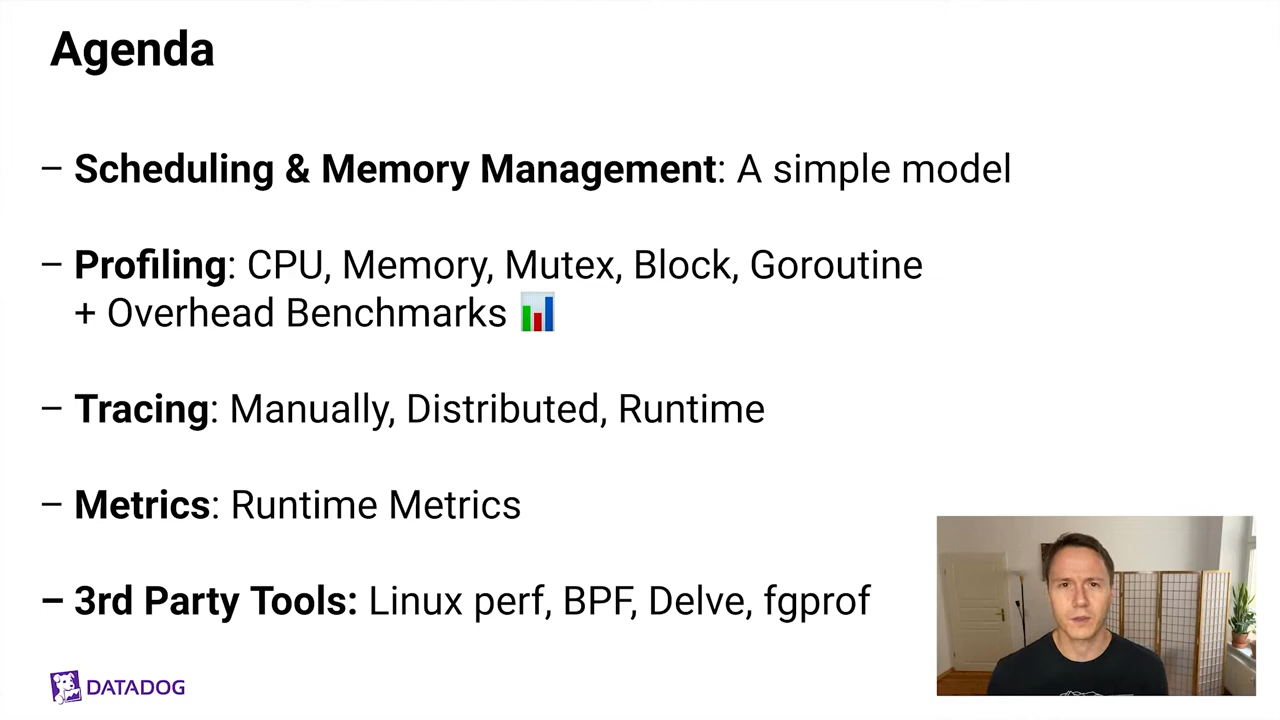 Agenda
– Scheduling & Memory Management: A simple model
– Profiling: CPU, Memory, Mutex, Block, Goroutine
+ Overhead Benchmarks 📊
– Tracing: Manually, Distributed, Runtime
– Metrics: Runtime Metrics
– 3rd Party Tools: Linux perf, BPF, Delve, fgprof
DATADOG